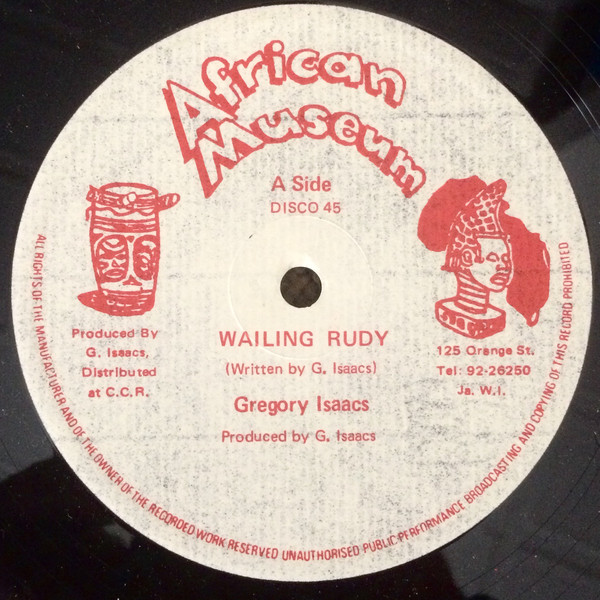 African
Museum
A Side
DISCO 45
Produced By
G. Isaacs,
Distributed
at C.C.R.
WAILING RUDY
(Written by G. Isaacs)
Gregory Isaacs
Produced by G. Isaacs
125 Orange St.
Tel: 92-26250
Ja. W.I.
ALL RIGHTS OF THE MANUFACTURER AND OF THE OWNER OF THE RECORDED WORK RESERVED UNAUTHORISED PUBLIC PERFORMANCE BROADCASTING AND COPYING OF THIS RECORD PROHIBITED